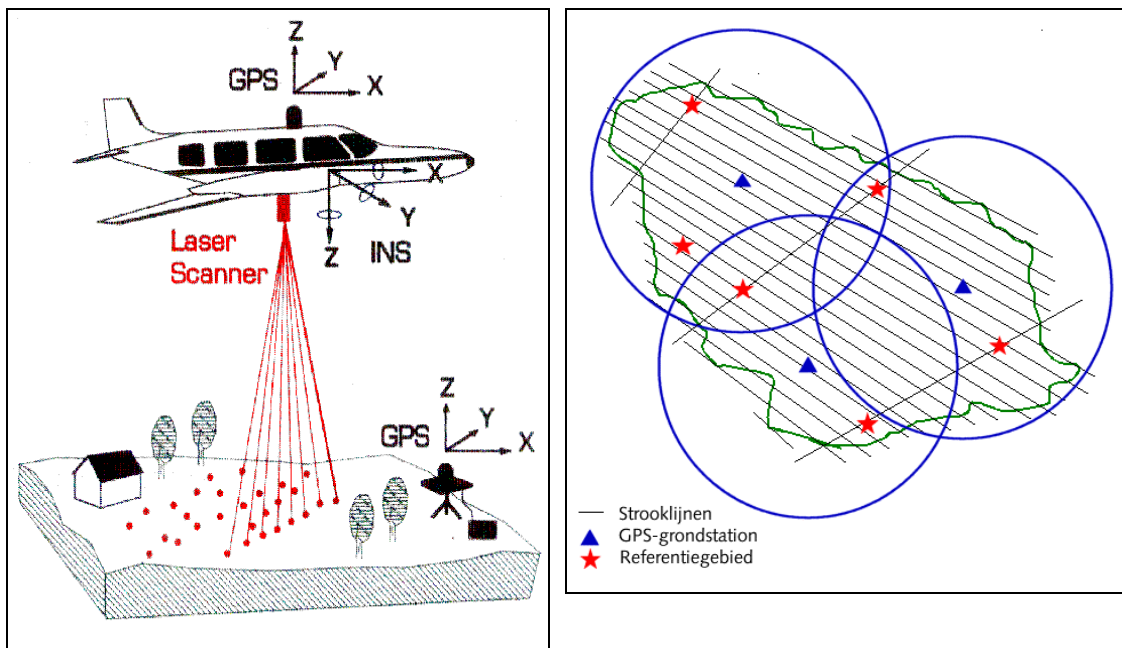 Z
Y
GPS
X
X
Y
Z
INS
Laser
Scanner
Z
Y
GPS
X
Strooklijnen
GPS-grondstation
Referentiegebied